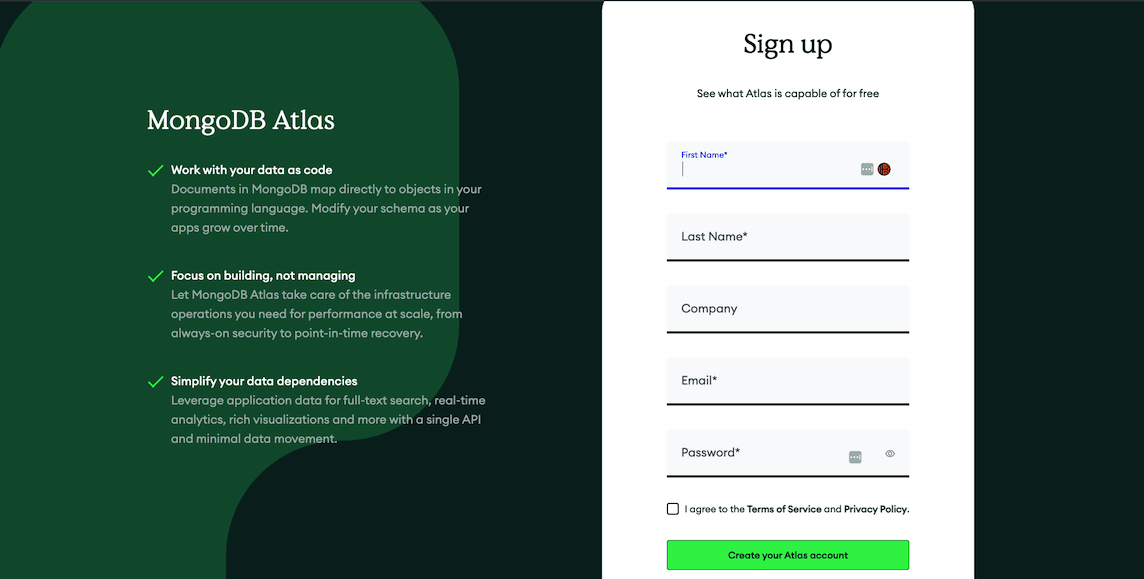 MongoDB Atlas
Work with your data as code
Documents in MongoDB map directly to objects in your
programming language. Modify your schema as your
apps grow over time.
Focus on building, not managing
Let MongoDB Atlas take care of the infrastructure
operations you need for performance at scale, from
always-on security to point-in-time recovery.
Simplify your data dependencies
Leverage application data for full-text search, real-time
analytics, rich visualizations and more with a single API
and minimal data movement.
Sign up
See what Atlas is capable of for free
First Name*
Last Name*
Company
Email*
Password*
I agree to the Terms of Service and Privacy Policy.
Create your Atlas account